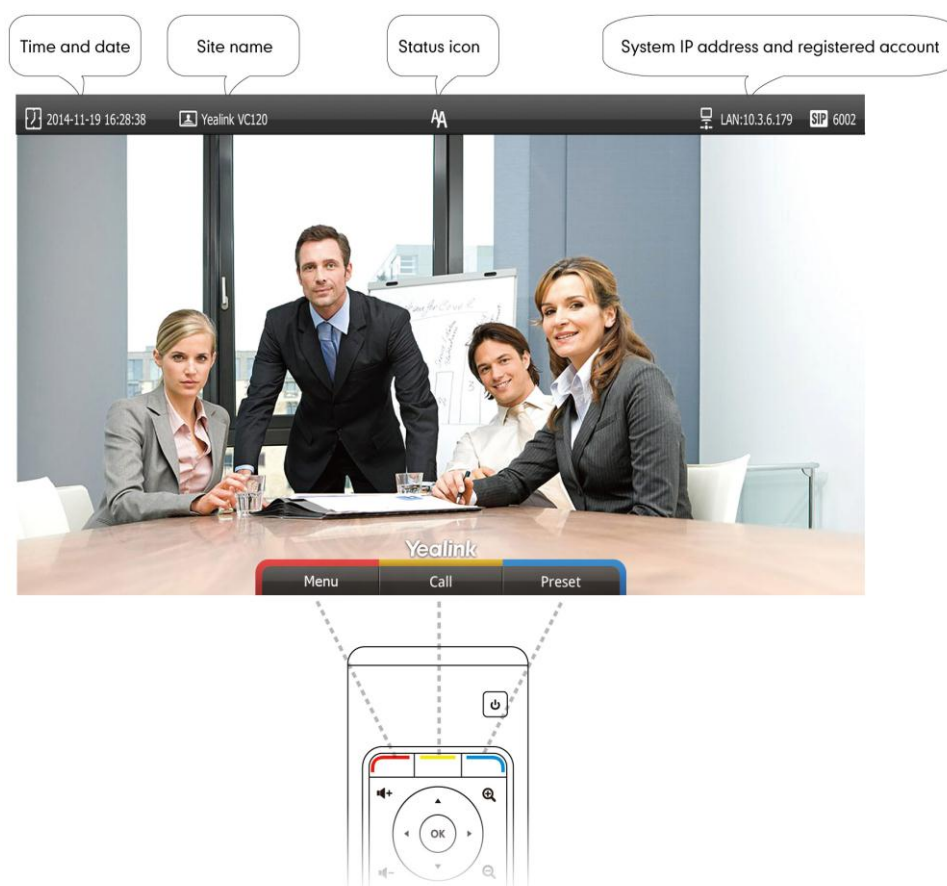 Time and date
Site name
Status icon
System IP address and registered account
2014-11-19 16:28:38
Yealink VC120
AA
LAN:10.3.6.179
SIP 6002
Yealink
Menu
Call
Preset
OK